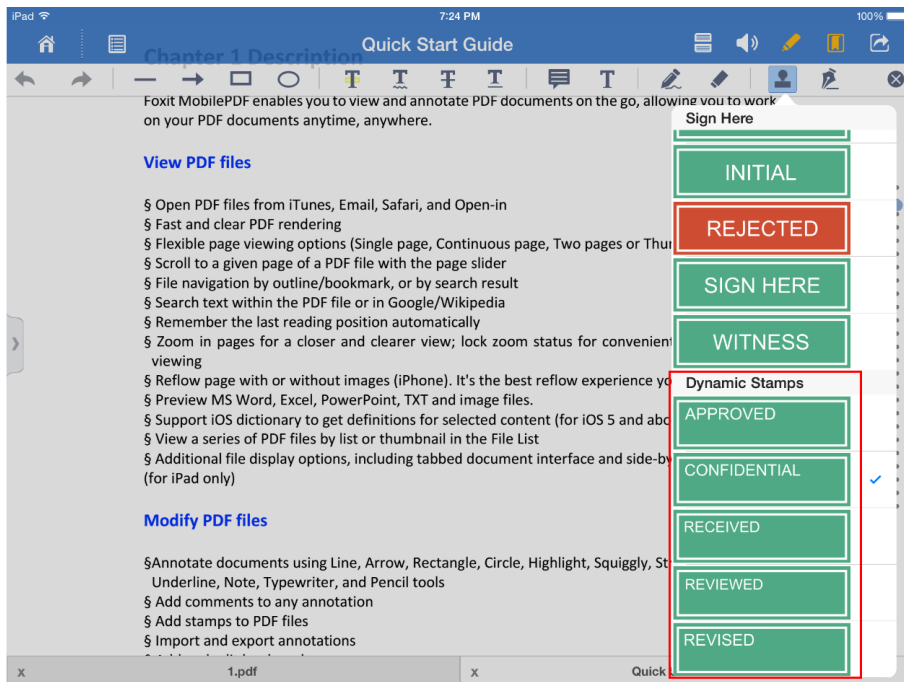 iPad
7:24 PM
100%
Quick Start Guide
Chapter 1 Description
T T T T T
Foxit MobilePDF enables you to view and annotate PDF documents on the go, allowing you to work
on your PDF documents anytime, anywhere.
View PDF files
§ Open PDF files from iTunes, Email, Safari, and Open-in
§ Fast and clear PDF rendering
§ Flexible page viewing options (Single page, Continuous page, Two pages or
§ Scroll to a given page of a PDF file with the page slider
§ File navigation by outline/bookmark, or by search result
§ Search text within the PDF file or in Google/Wikipedia
§ Remember the last reading position automatically
§ Zoom in pages for a closer and clearer view; lock zoom status for
viewing
§ Reflow page with or without images (iPhone). It's the best reflow experience
§ Preview MS Word, Excel, PowerPoint, TXT and image files.
§ Support iOS dictionary to get definitions for selected content (for iOS 5 and
§ View a series of PDF files by list or thumbnail in the File List
§ Additional file display options, including tabbed document interface and
(for iPad only)
Modify PDF files
§Annotate documents using Line, Arrow, Rectangle, Circle, Highlight, Squiggly,
Underline, Note, Typewriter, and Pencil tools
§ Add comments to any annotation
§ Add stamps to PDF files
§ Import and export annotations
Sign Here
INITIAL
REJECTED
SIGN HERE
WITNESS
Dynamic Stamps
APPROVED
CONFIDENTIAL
RECEIVED
REVIEWED
REVISED
x 1.pdf
x Quick